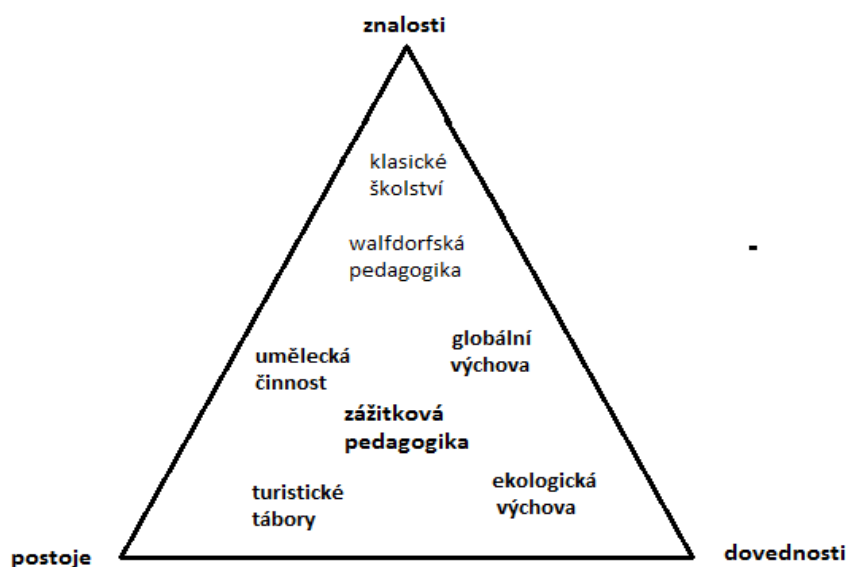 znalosti
klasické
školství
walfdorfská
pedagogika
globální
výchova
umělecká
činnost
zážitková
pedagogika
ekologická
výchova
turistické
tábory
postoje
dovednosti
-